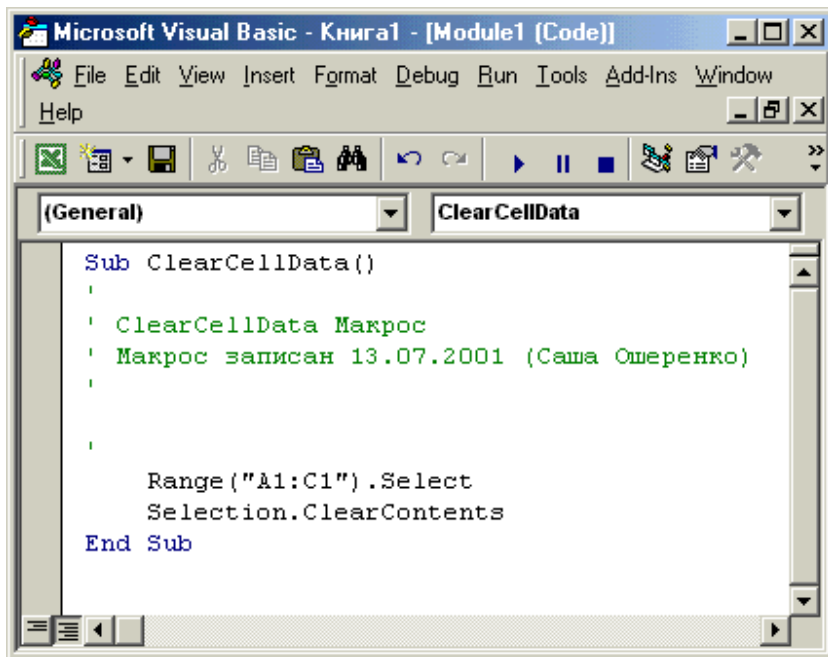 Microsoft Visual Basic - Книга1 - [Module1 (Code)]
File Edit View Insert Format Debug Run Tools Add-Ins Window
Help
(General) ClearCellData
Sub ClearCellData()
'
' ClearCellData Макрос
' Макрос записан 13.07.2001 (Саша Ошеренко)
'
'
Range("A1:C1").Select
Selection.ClearContents
End Sub